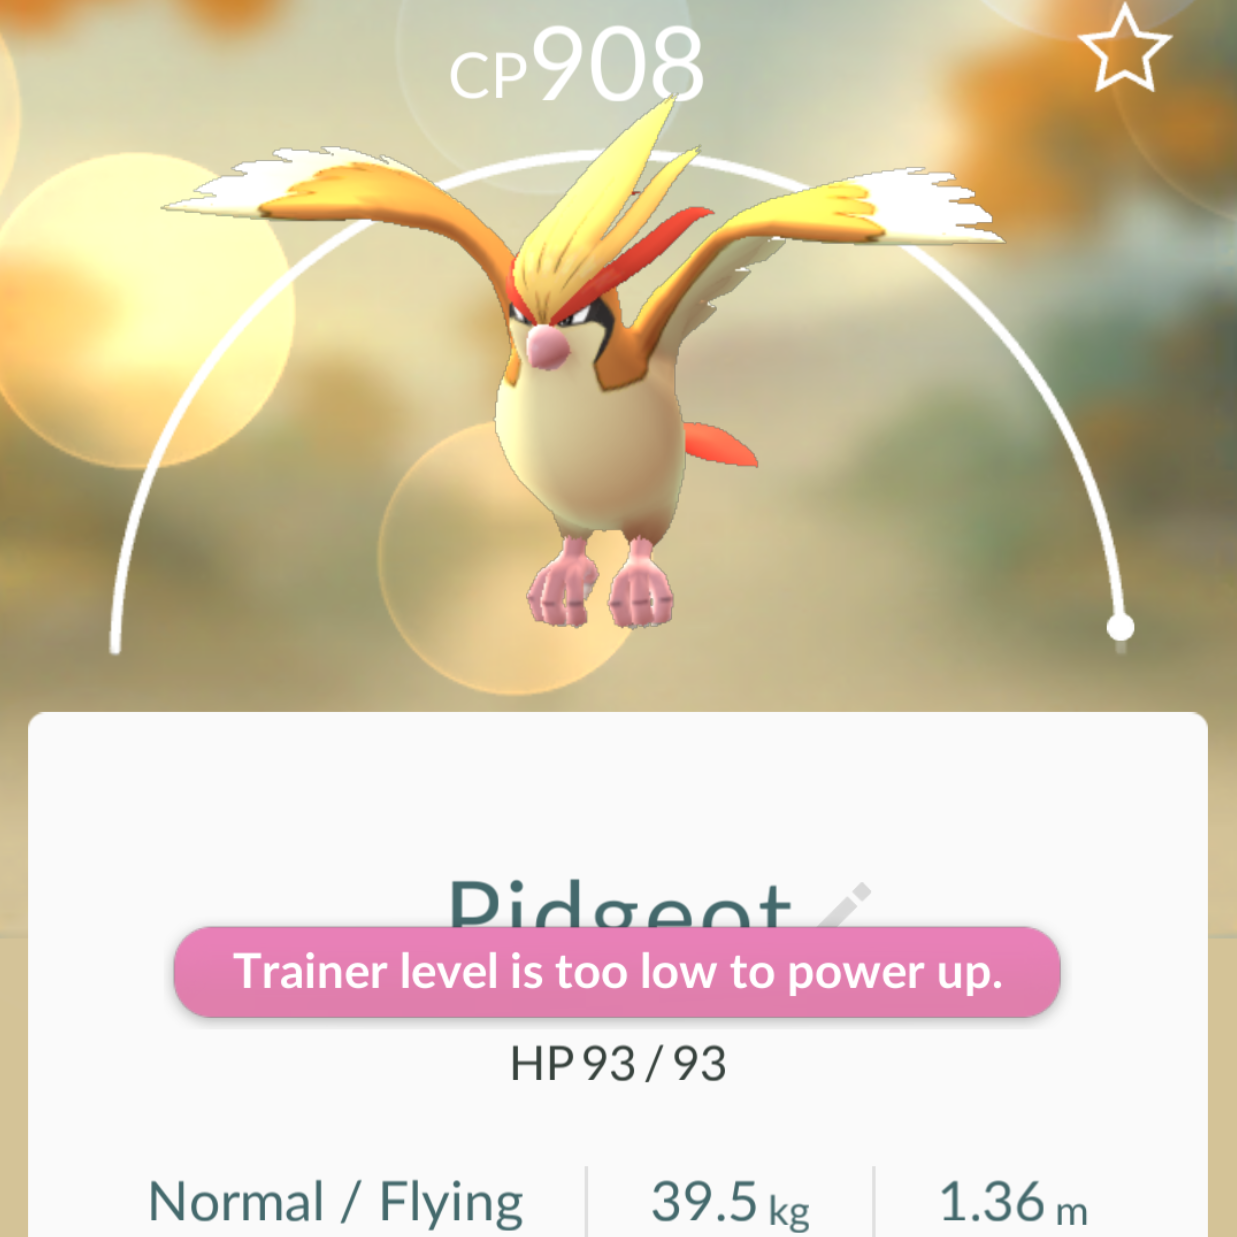 CP908
Pidgeot
Trainer level is too low to power up.
HP 93 / 93
Normal / Flying
39.5 kg
1.36 m